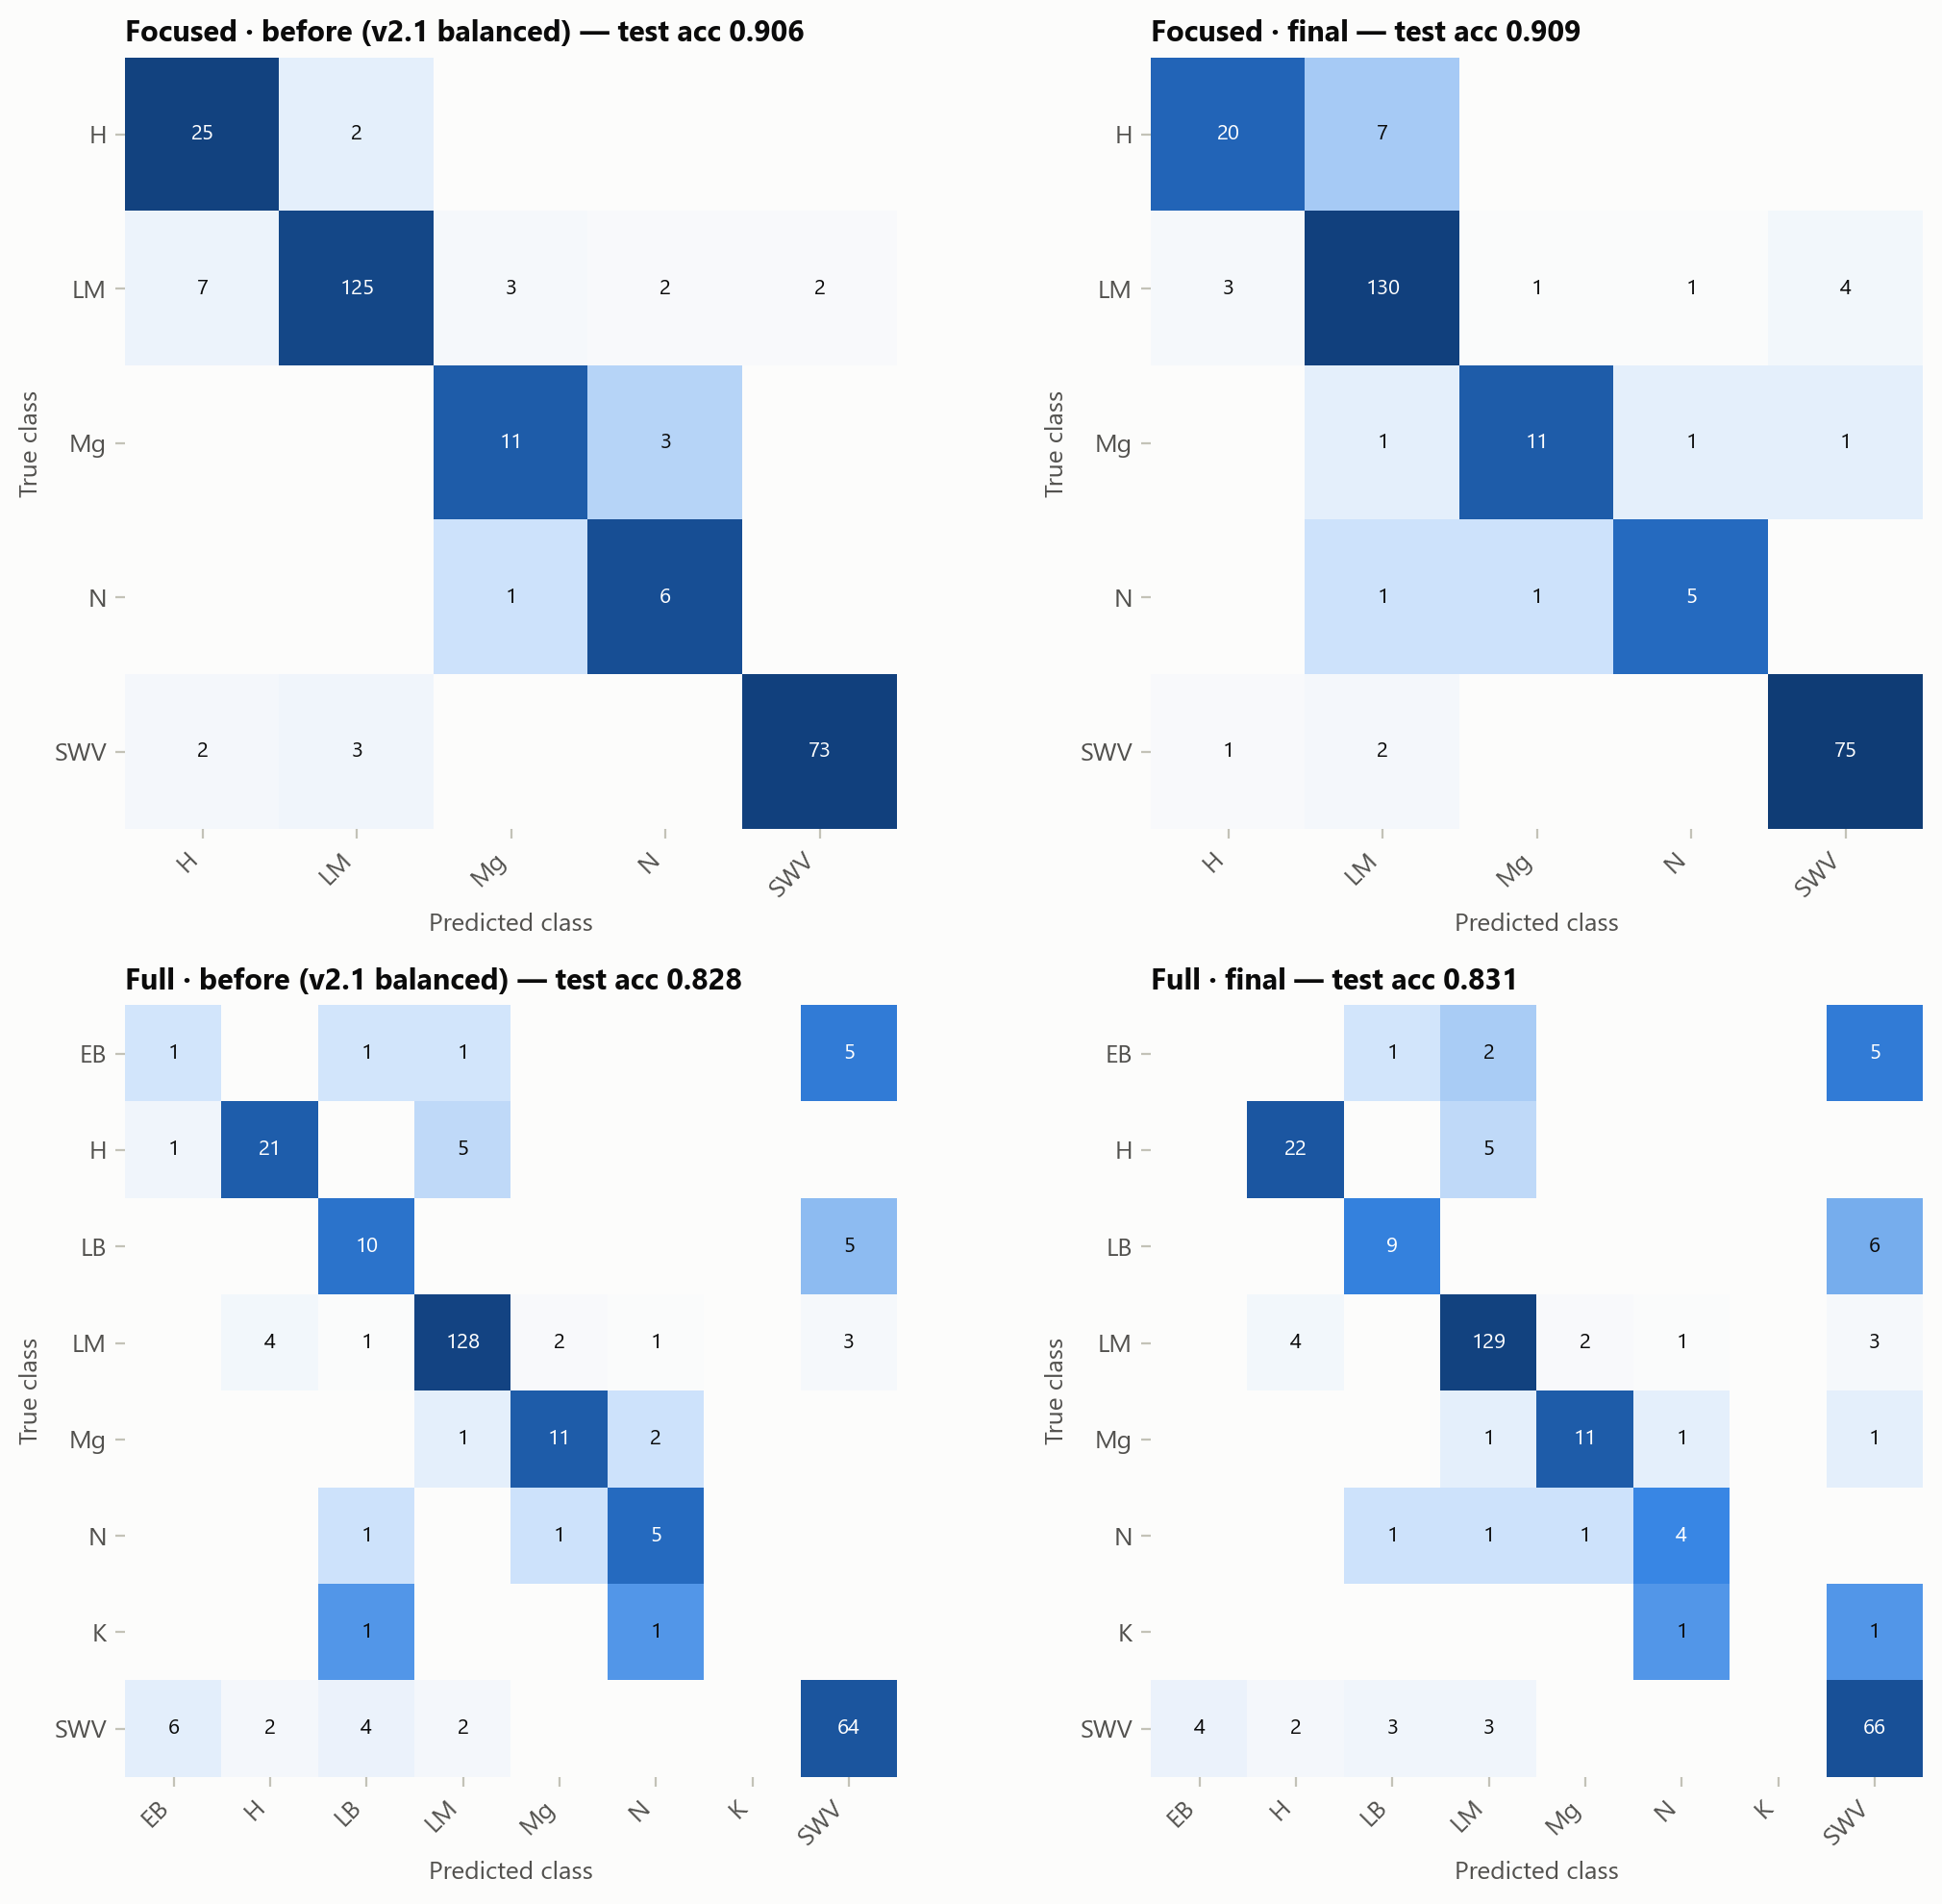 Focused · before (v2.1 balanced) — test acc 0.906
True class
H 25 2
LM 7 125 3 2 2
Mg 11 3
N 1 6
SWV 2 3 73
H LM Mg N SWV
Predicted class
Focused · final — test acc 0.909
True class
H 20 7
LM 3 130 1 1 4
Mg 1 11 1 1
N 1 1 5
SWV 1 2 75
H LM Mg N SWV
Predicted class
Full · before (v2.1 balanced) — test acc 0.828
True class
EB 1 1 1 5
H 1 21 5
LB 10 5
LM 4 1 128 2 1 3
Mg 1 11 2
N 1 1 5
K 1 1
SWV 6 2 4 2 64
EB H LB LM Mg N K SWV
Predicted class
Full · final — test acc 0.831
True class
EB 1 2 5
H 22 5
LB 9 6
LM 4 129 2 1 3
Mg 1 11 1 1
N 1 1 1 4
K 1 1
SWV 4 2 3 3 66
EB H LB LM Mg N K SWV
Predicted class